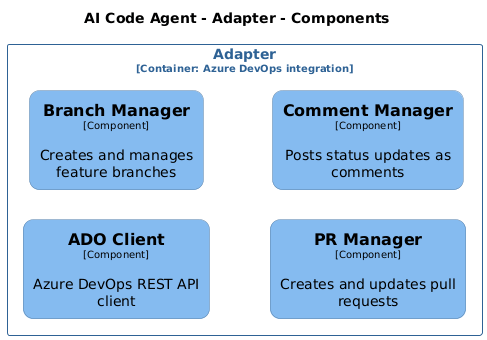 AI Code Agent - Adapter - Components
Adapter
[Container: Azure DevOps integration]
Branch Manager
[Component]
Creates and manages
feature branches
Comment Manager
[Component]
Posts status updates as
comments
ADO Client
[Component]
Azure DevOps REST API
client
PR Manager
[Component]
Creates and updates pull
requests